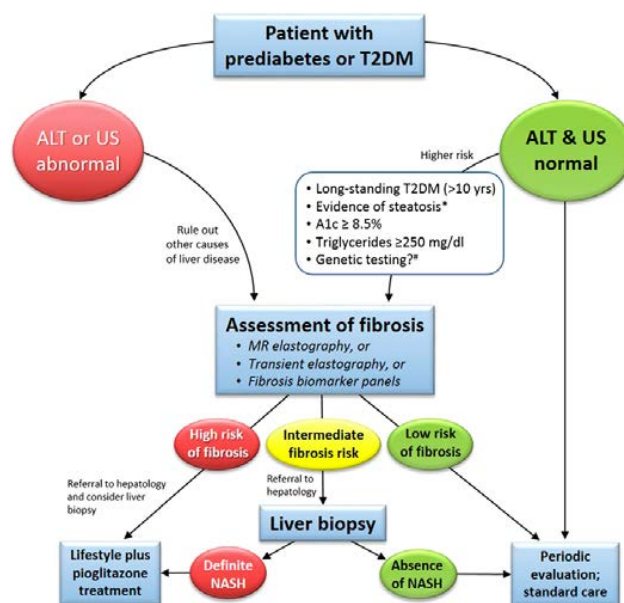 Patient with
prediabetes or T2DM
ALT or US
abnormal
ALT & US
normal
Higher risk
• Long-standing T2DM (>10 yrs)
• Evidence of steatosis*
• A1c ≥ 8.5%
• Triglycerides ≥250 mg/dl
• Genetic testing?#
Rule out
other causes
of liver disease
Assessment of fibrosis
• MR elastography, or
• Transient elastography, or
• Fibrosis biomarker panels
High risk
of fibrosis
Intermediate
fibrosis risk
Low risk
of fibrosis
Referral to hepatology
and consider liver
biopsy
Referral to
hepatology
Liver biopsy
Lifestyle plus
pioglitazone
treatment
Definite
NASH
Absence
of NASH
Periodic
evaluation;
standard care